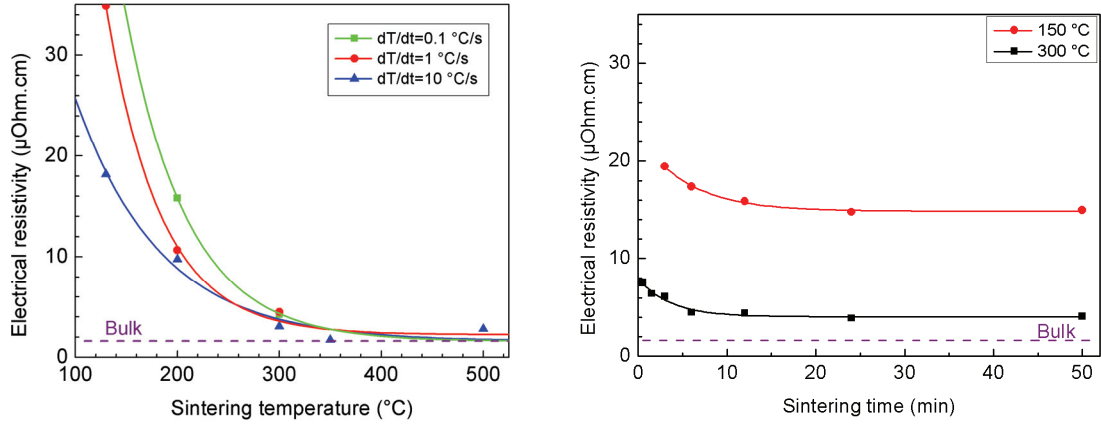 Electrical resistivity (µOhm.cm)
30
20
10
0
dT/dt=0.1 °C/s
dT/dt=1 °C/s
dT/dt=10 °C/s
Bulk
100
200
300
400
500
Sintering temperature (°C)
Electrical resistivity (µOhm.cm)
30
20
10
0
150 °C
300 °C
Bulk
0
10
20
30
40
50
Sintering time (min)